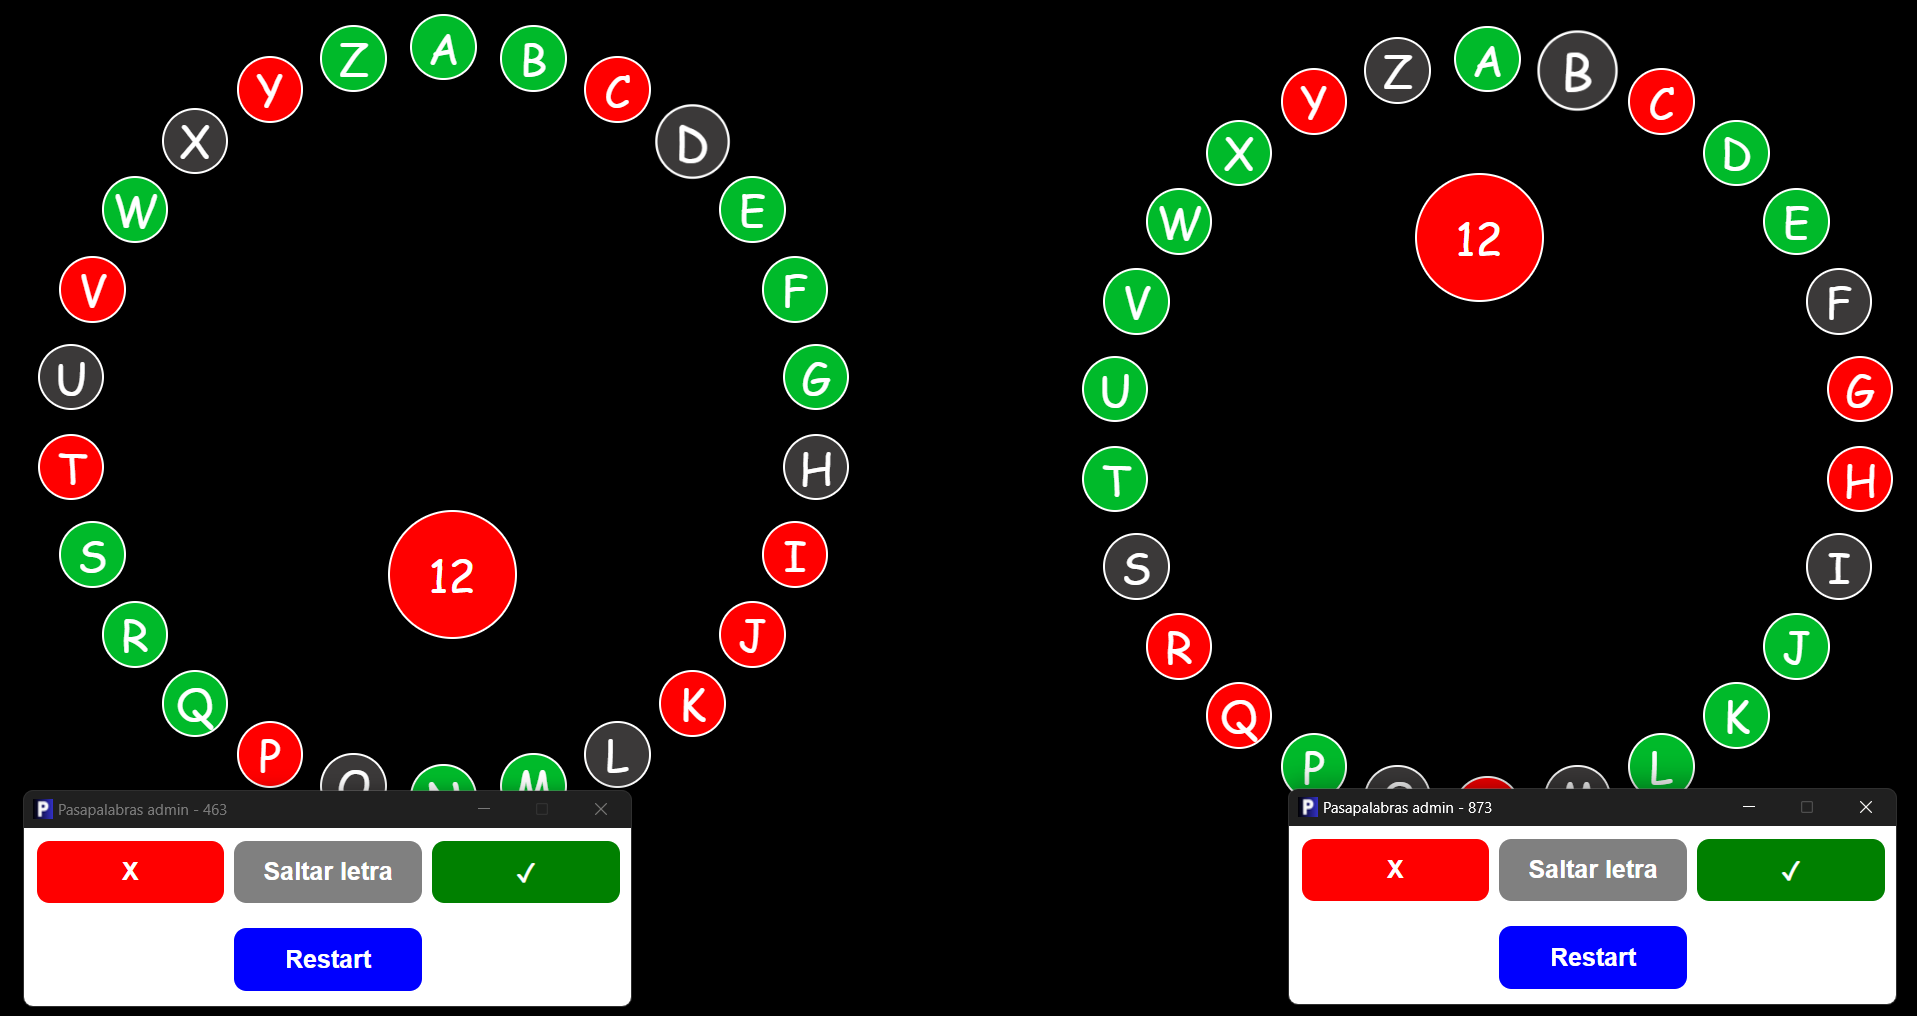 A
B
C
D
E
F
G
H
I
J
K
L
M
N
O
P
Q
R
S
T
U
V
W
X
Y
Z
12
Pasapalabras admin - 463
X
Saltar letra
✓
Restart
A
B
C
D
E
F
G
H
I
J
K
L
M
P
Q
R
S
T
U
V
W
X
Y
Z
12
Pasapalabras admin - 873
X
Saltar letra
✓
Restart